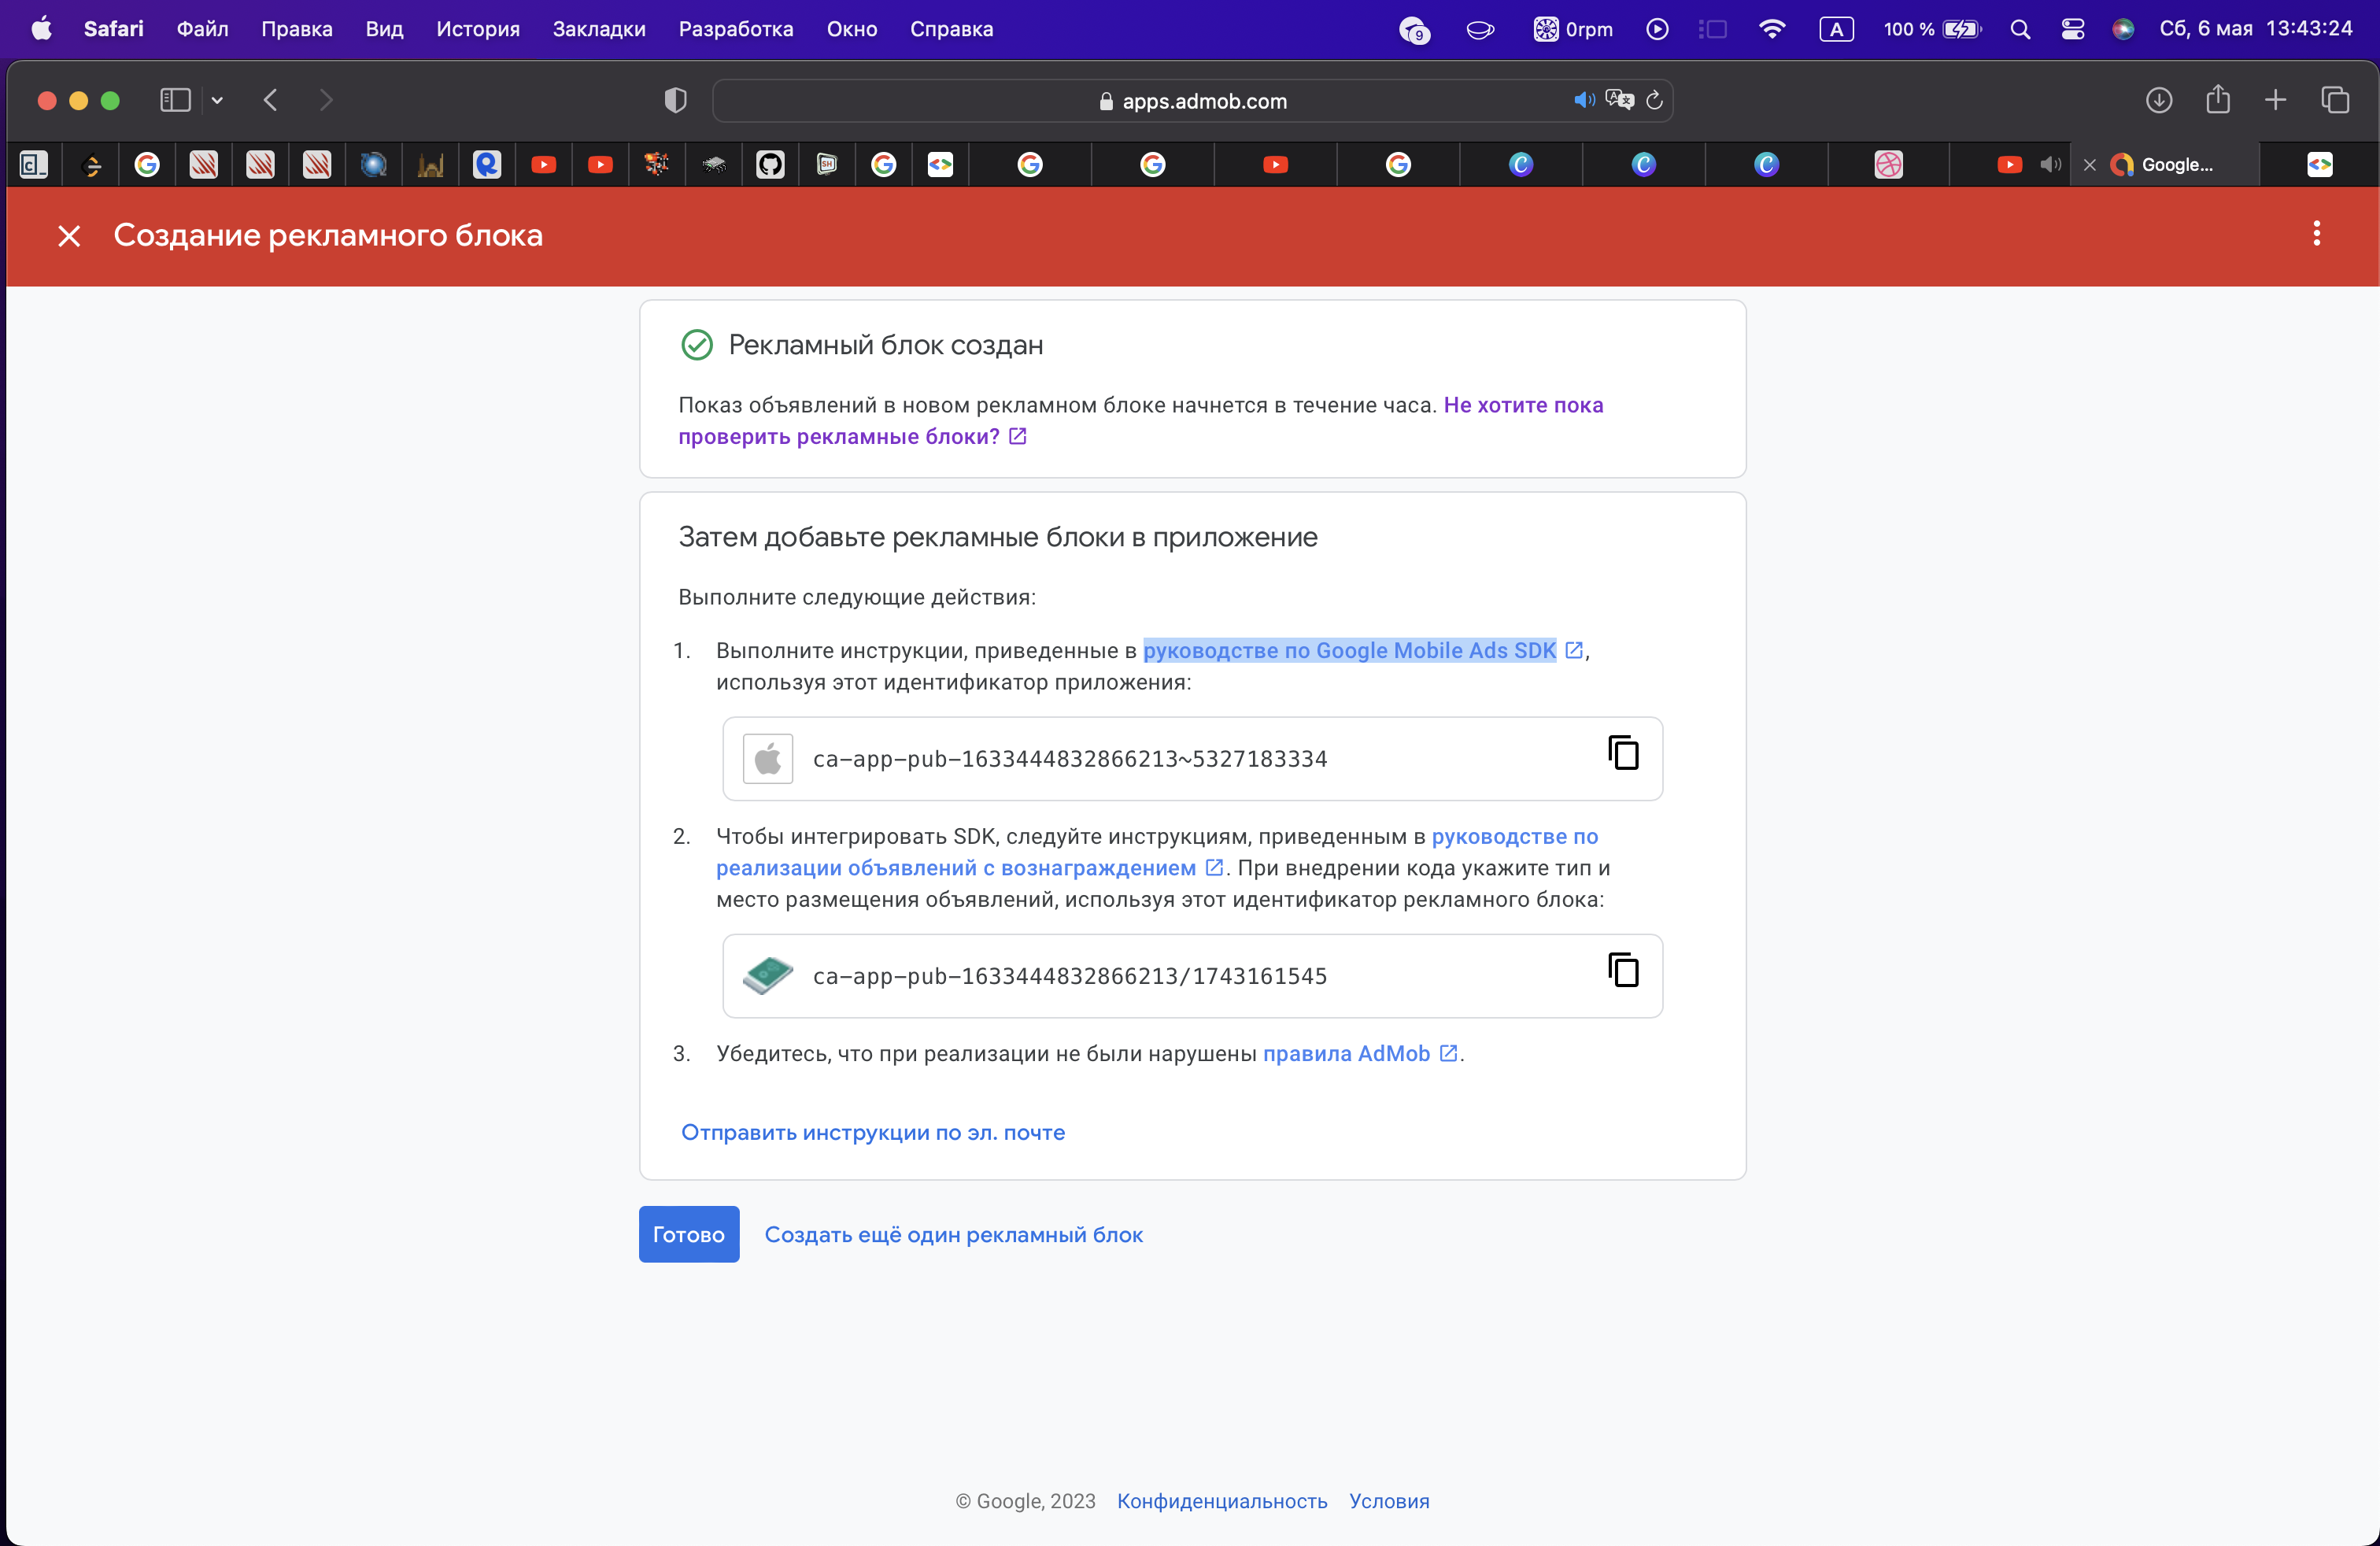 Safari Файл Правка Вид История Закладки Разработка Окно Справка 9 0rpm A 100 % Сб, 6 мая 13:43:24
apps.admob.com
Google...
Создание рекламного блока
Рекламный блок создан
Показ объявлений в новом рекламном блоке начнется в течение часа. Не хотите пока
проверить рекламные блоки?
Затем добавьте рекламные блоки в приложение
Выполните следующие действия:
1. Выполните инструкции, приведенные в руководстве по Google Mobile Ads SDK,
используя этот идентификатор приложения:
ca-app-pub-1633444832866213~5327183334
2. Чтобы интегрировать SDK, следуйте инструкциям, приведенным в руководстве по
реализации объявлений с вознаграждением. При внедрении кода укажите тип и
место размещения объявлений, используя этот идентификатор рекламного блока:
ca-app-pub-1633444832866213/1743161545
3. Убедитесь, что при реализации не были нарушены правила AdMob.
Отправить инструкции по эл. почте
Готово Создать ещё один рекламный блок
© Google, 2023 Конфиденциальность Условия